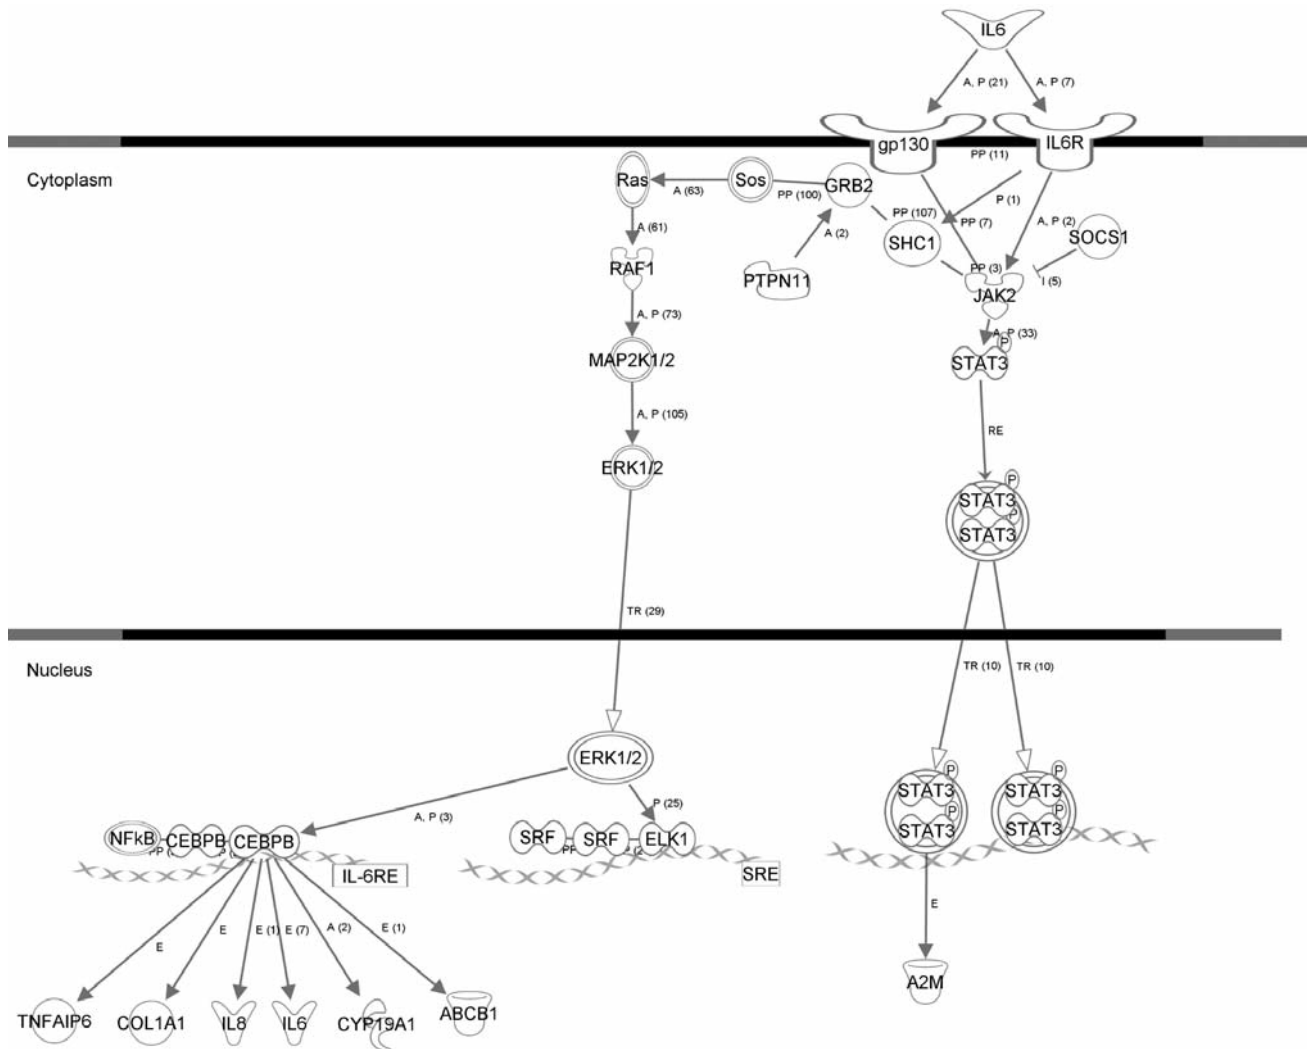 IL6
A, P (21)
A, P (7)
gp130
IL6R
PP (11)
Cytoplasm
Ras
A (63)
Sos
PP (100)
GRB2
P (1)
PP (107)
PP (7)
A, P (2)
SOCS1
A (61)
A (2)
SHC1
RAF1
PTPN11
PP (3)
I (5)
JAK2
A, P (73)
A, P (33)
P
MAP2K1/2
STAT3
A, P (105)
RE
ERK1/2
P
STAT3
P
STAT3
TR (29)
Nucleus
TR (10)
TR (10)
ERK1/2
P
P
STAT3
STAT3
A, P (3)
P (25)
P
P
NFkB
CEBPB
CEBPB
SRF
SRF
ELK1
STAT3
STAT3
PP
IL-6RE
SRE
E
E
E (1)
E (7)
A (2)
E (1)
E
A2M
TNFAIP6
COL1A1
IL8
IL6
CYP19A1
ABCB1